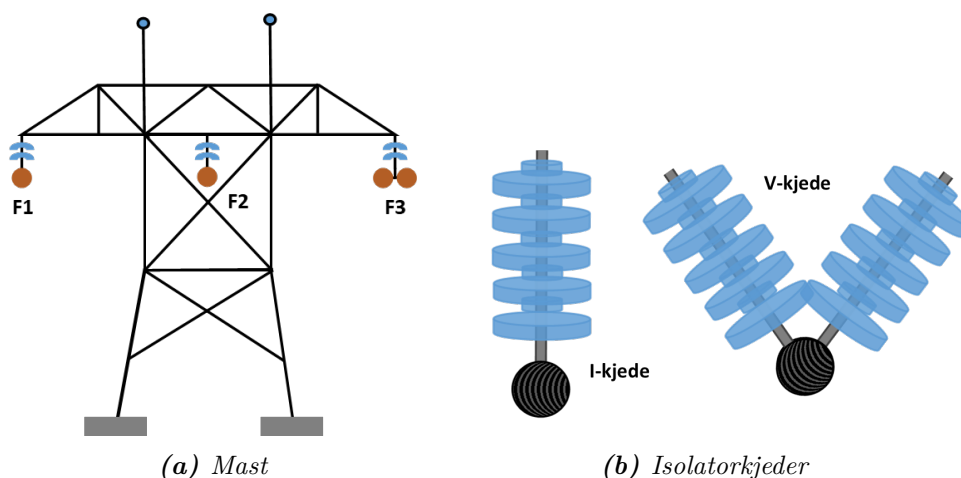 F1
F2
F3
(a) Mast
V-kjede
I-kjede
(b) Isolatorkjeder